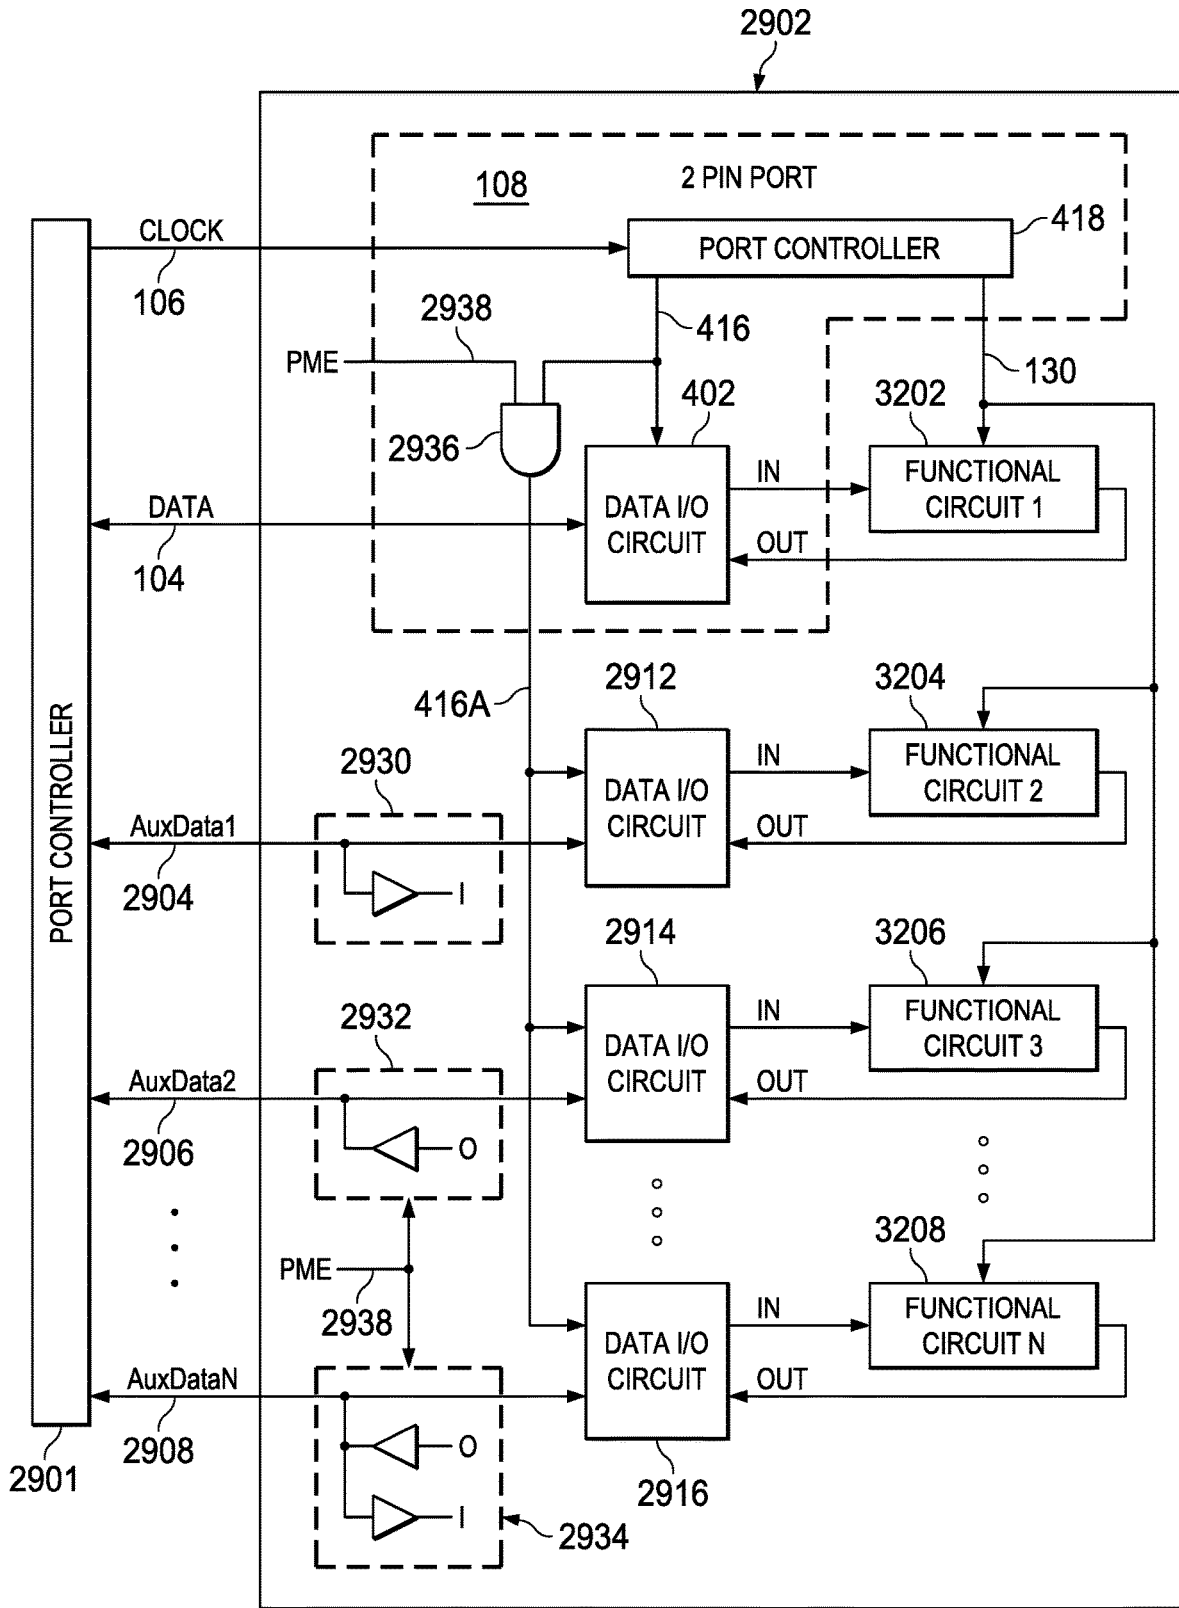 2902
108
2 PIN PORT
CLOCK
106
PORT CONTROLLER
418
2938
PME
416
130
2936
402
3202
DATA
104
DATA I/O
CIRCUIT
IN
OUT
FUNCTIONAL
CIRCUIT 1
416A
2912
3204
2930
DATA I/O
CIRCUIT
IN
OUT
FUNCTIONAL
CIRCUIT 2
AuxData1
2904
I
PORT CONTROLLER
2914
3206
2932
DATA I/O
CIRCUIT
IN
OUT
FUNCTIONAL
CIRCUIT 3
AuxData2
2906
O
PME
2938
3208
DATA I/O
CIRCUIT
IN
OUT
FUNCTIONAL
CIRCUIT N
AuxDataN
2908
O
I
2901
2916
2934